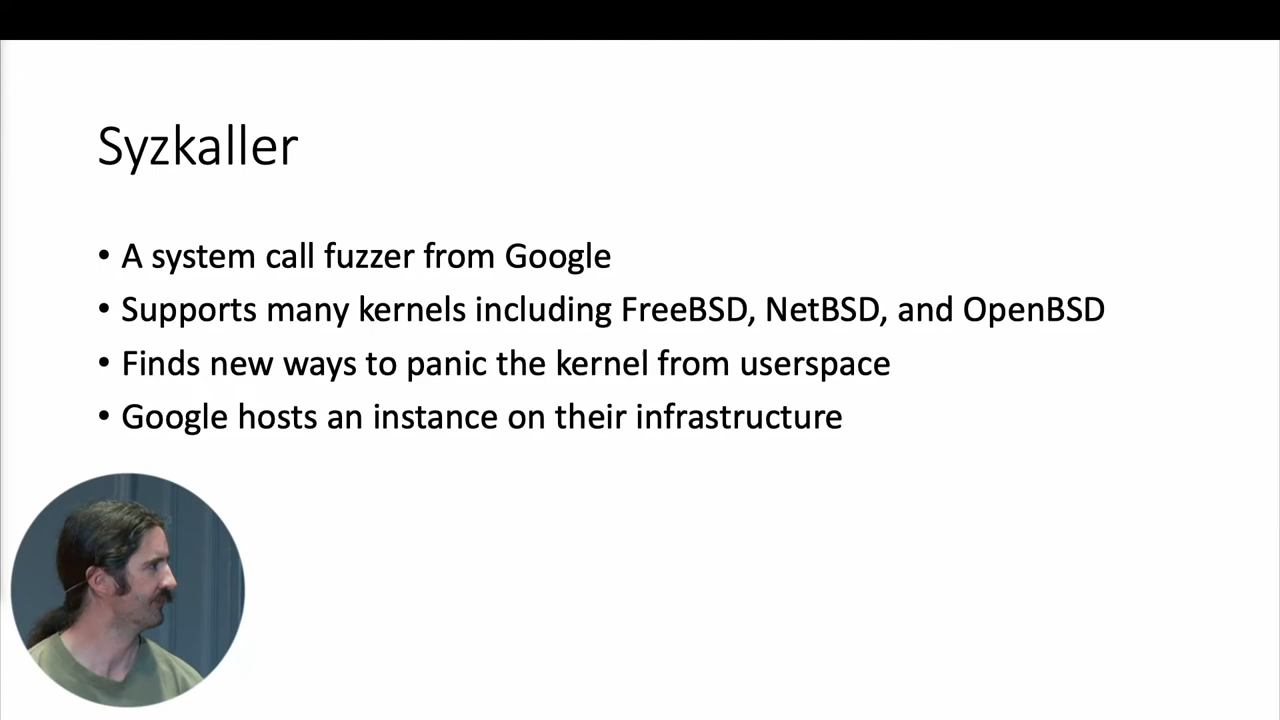 Syzkaller
• A system call fuzzer from Google
• Supports many kernels including FreeBSD, NetBSD, and OpenBSD
• Finds new ways to panic the kernel from userspace
• Google hosts an instance on their infrastructure